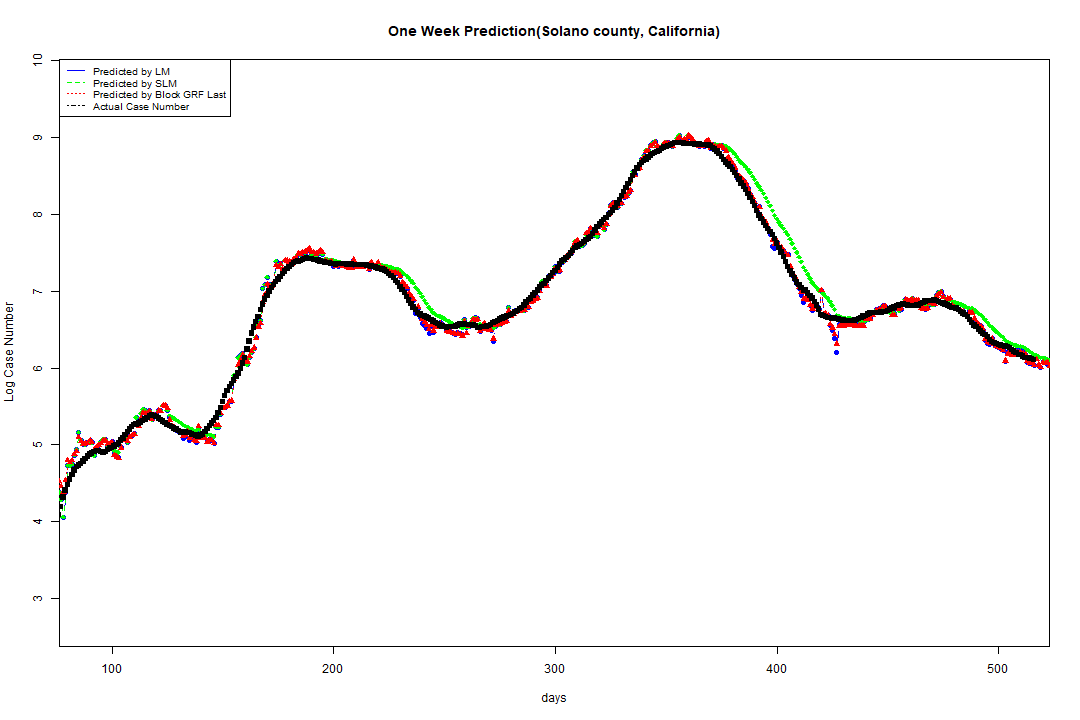 One Week Prediction(Solano county, California)
Predicted by LM
Predicted by SLM
Predicted by Block GRF Last
Actual Case Number
10
9
8
7
6
5
4
3
Log Case Number
100 200 300 400 500
days